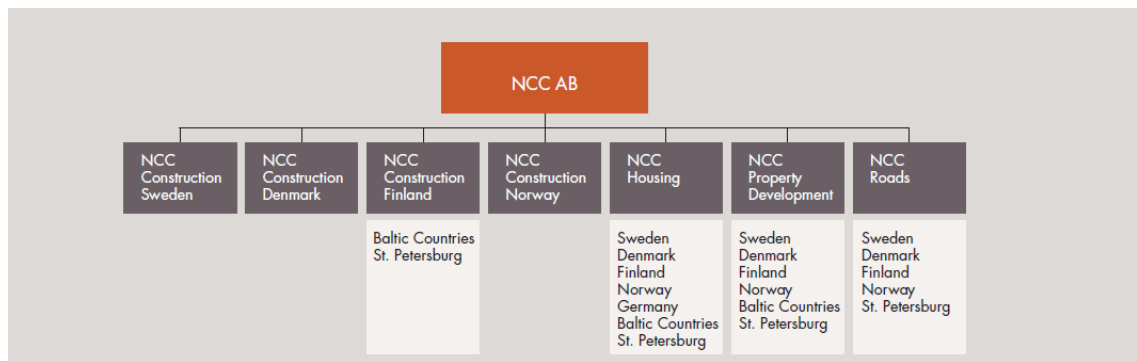 NCC AB
NCC
Construction
Sweden
NCC
Construction
Denmark
NCC
Construction
Finland
NCC
Construction
Norway
NCC
Housing
NCC
Property
Development
NCC
Roads
Baltic Countries
St. Petersburg
Sweden
Denmark
Finland
Norway
Germany
Baltic Countries
St. Petersburg
Sweden
Denmark
Finland
Norway
Baltic Countries
St. Petersburg
Sweden
Denmark
Finland
Norway
St. Petersburg